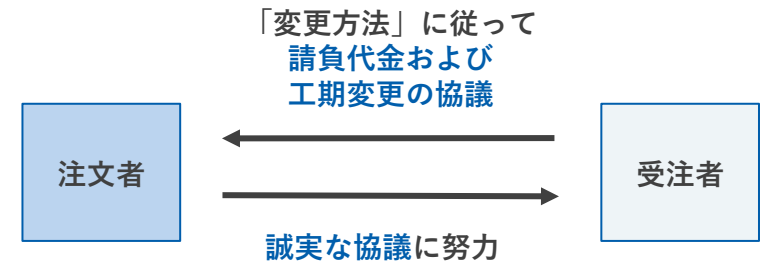 「変更方法」に従って
請負代金および
工期変更の協議
注文者
受注者
誠実な協議に努力